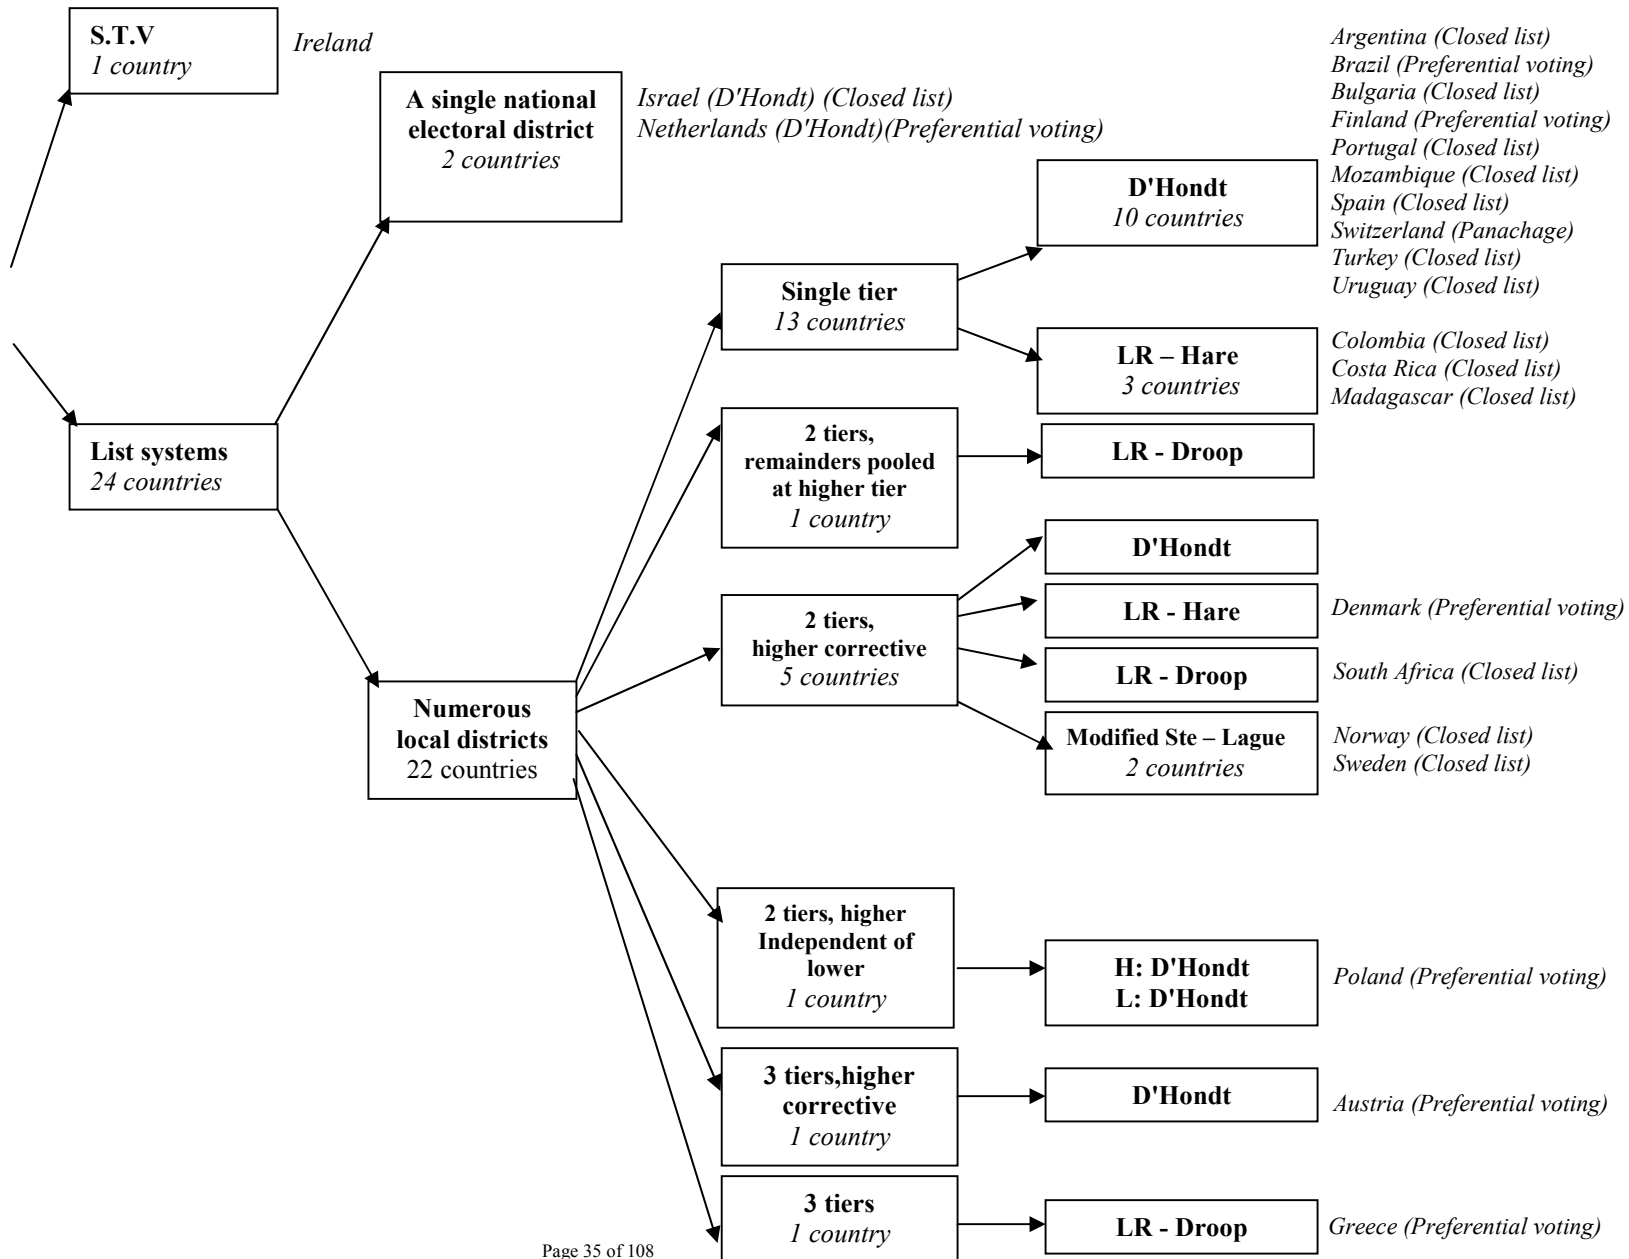 S.T.V
1 country
Ireland
A single national
electoral district
2 countries
Israel (D'Hondt) (Closed list)
Netherlands (D'Hondt)(Preferential voting)
List systems
24 countries
Numerous
local districts
22 countries
Single tier
13 countries
D'Hondt
10 countries
Argentina (Closed list)
Brazil (Preferential voting)
Bulgaria (Closed list)
Finland (Preferential voting)
Portugal (Closed list)
Mozambique (Closed list)
Spain (Closed list)
Switzerland (Panachage)
Turkey (Closed list)
Uruguay (Closed list)
LR – Hare
3 countries
Colombia (Closed list)
Costa Rica (Closed list)
Madagascar (Closed list)
2 tiers,
remainders pooled
at higher tier
1 country
LR - Droop
2 tiers,
higher corrective
5 countries
D'Hondt
LR - Hare
Denmark (Preferential voting)
LR - Droop
South Africa (Closed list)
Modified Ste – Lague
2 countries
Norway (Closed list)
Sweden (Closed list)
2 tiers, higher
Independent of
lower
1 country
H: D'Hondt
L: D'Hondt
Poland (Preferential voting)
3 tiers,higher
corrective
1 country
D'Hondt
Austria (Preferential voting)
3 tiers
1 country
LR - Droop
Greece (Preferential voting)
Page 35 of 108